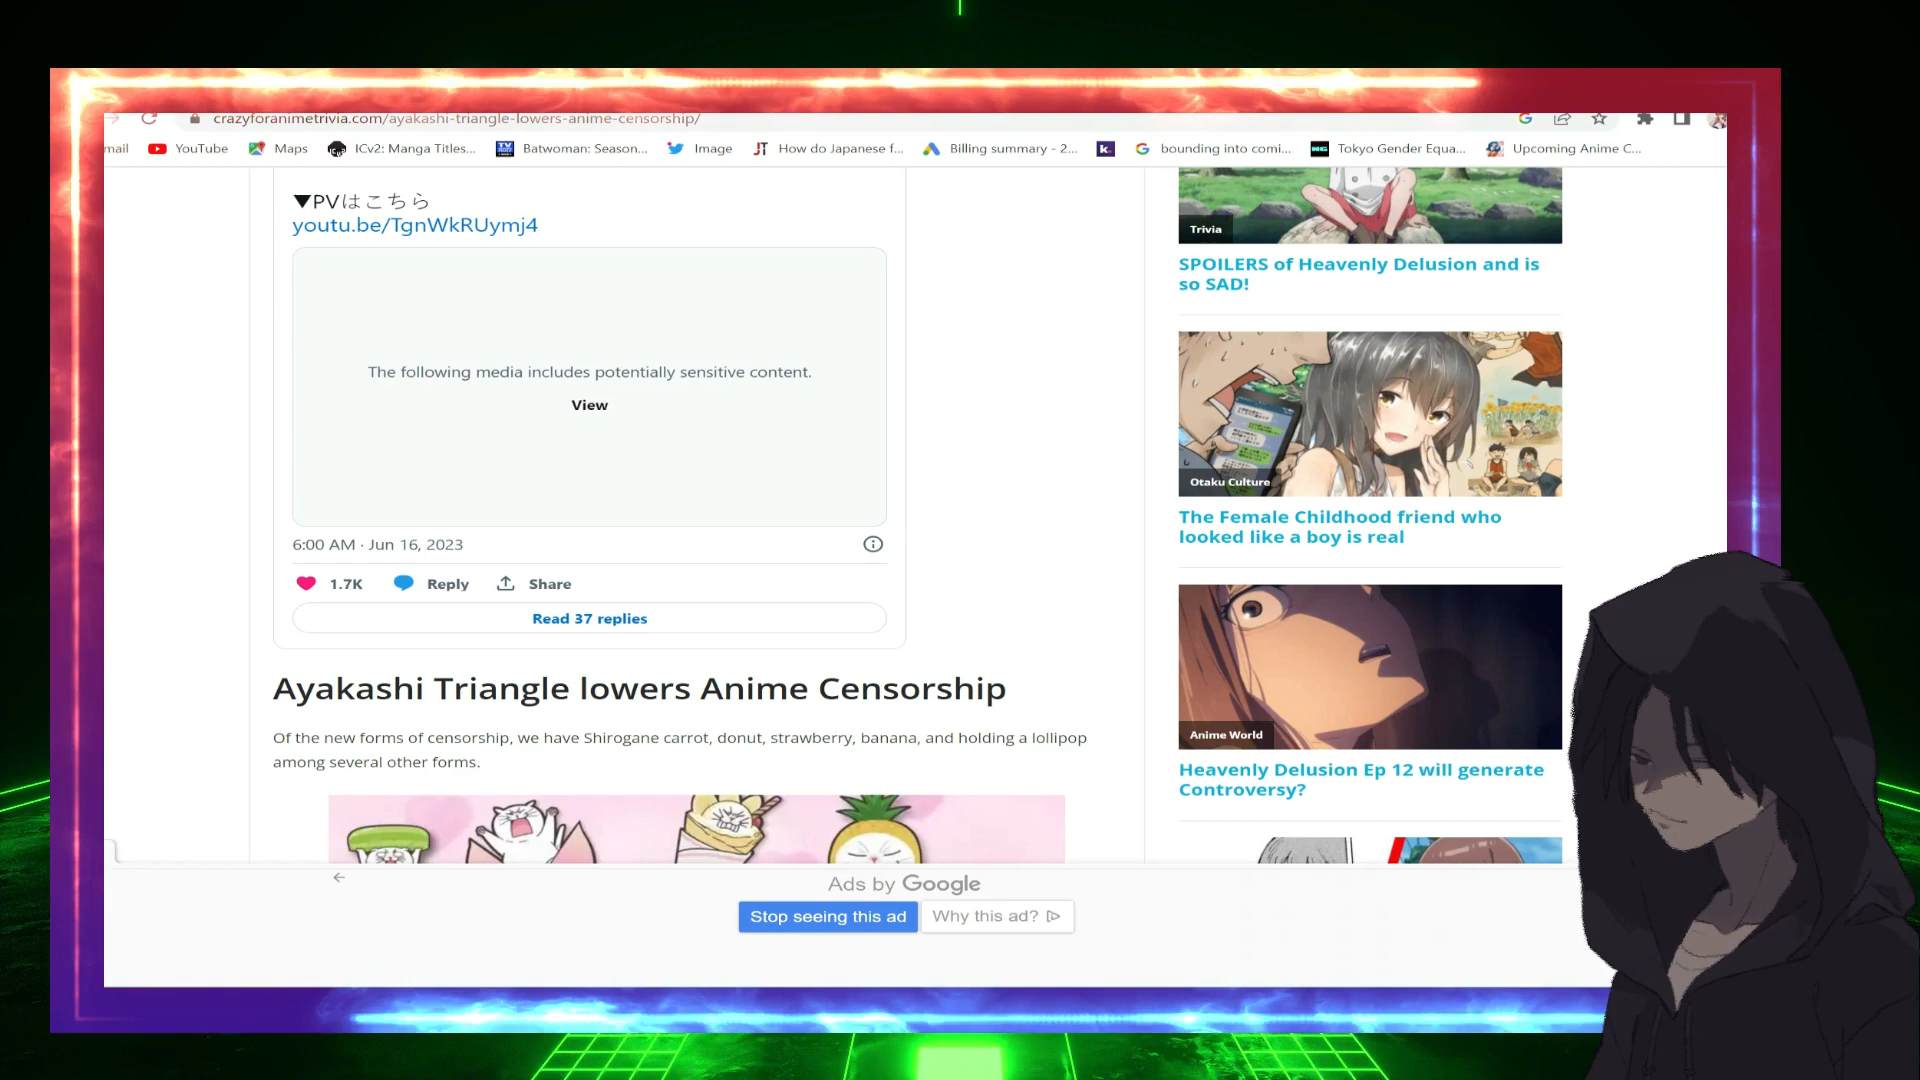 crazyforanimetrivia.com/ayakashi-triangle-lowers-anime-censorship/
mail YouTube Maps ICv2: Manga Titles... Batwoman: Season... Image How do Japanese f... Billing summary - 2... bounding into comi... Tokyo Gender Equa... Upcoming Anime C...
▼PVはこちら
youtu.be/TgnWkRUymj4
The following media includes potentially sensitive content.
View
6:00 AM · Jun 16, 2023
1.7K Reply Share
Read 37 replies
Ayakashi Triangle lowers Anime Censorship
Of the new forms of censorship, we have Shirogane carrot, donut, strawberry, banana, and holding a lollipop
among several other forms.
Trivia
SPOILERS of Heavenly Delusion and is
so SAD!
Otaku Culture
The Female Childhood friend who
looked like a boy is real
Anime World
Heavenly Delusion Ep 12 will generate
Controversy?
Ads by Google
Stop seeing this ad Why this ad?